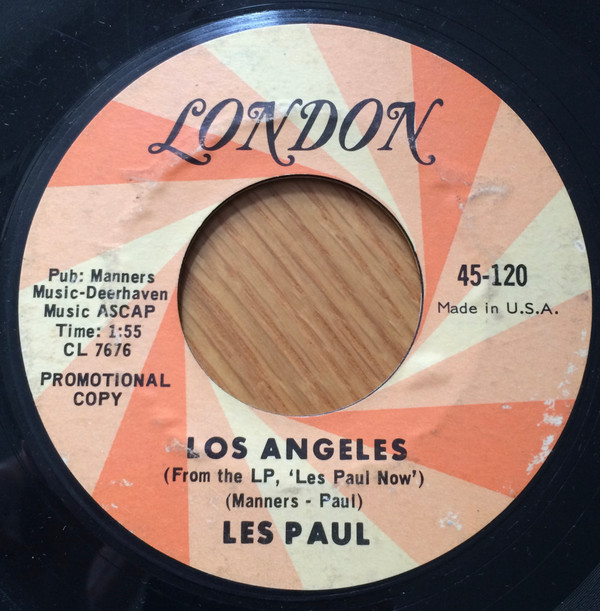 LONDON
Pub: Manners
Music-Deerhaven
Music ASCAP
Time: 1:55
CL 7676
PROMOTIONAL
COPY
45-120
Made in U.S.A.
LOS ANGELES
(From the LP, 'Les Paul Now')
(Manners - Paul)
LES PAUL